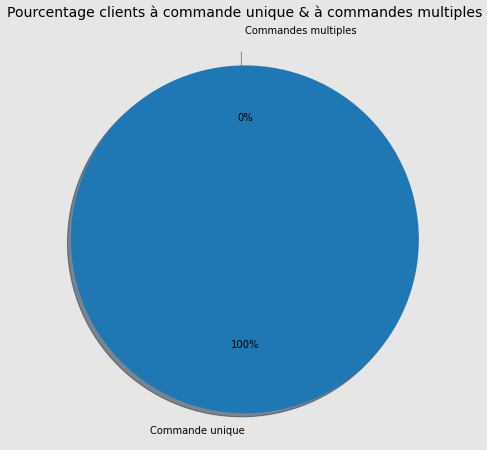 Pourcentage clients à commande unique & à commandes multiples
Commandes multiples
0%
100%
Commande unique